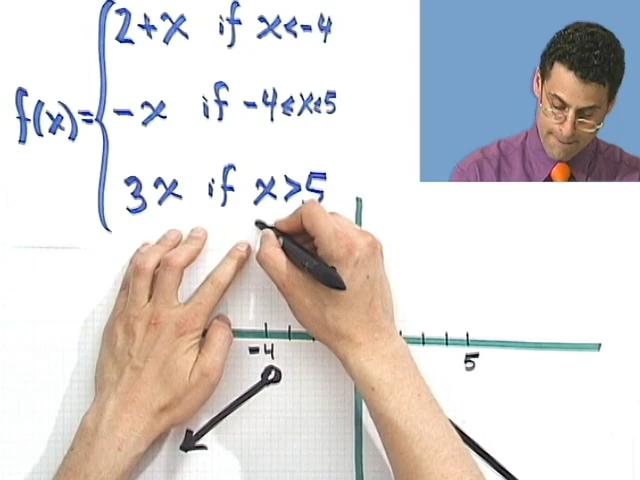 2+x if x<-4
f(x)= -x if -4≤x≤5
3x if x>5
-4 5